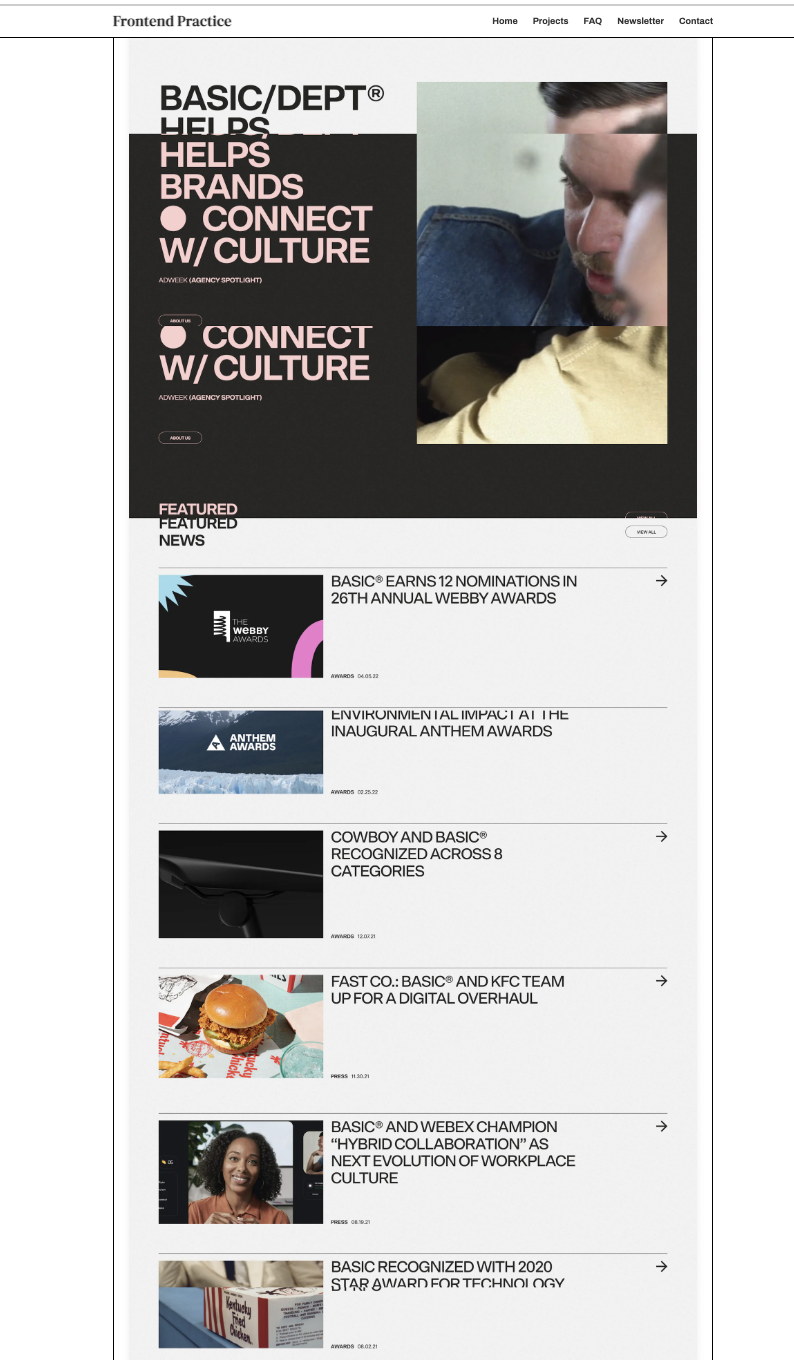 Frontend Practice
Home Projects FAQ Newsletter Contact
BASIC/DEPT®
HELPS
HELPS
BRANDS
CONNECT
W/ CULTURE
ADWEEK (AGENCY SPOTLIGHT)
ABOUT US
CONNECT
W/ CULTURE
ADWEEK (AGENCY SPOTLIGHT)
ABOUT US
FEATURED
FEATURED
NEWS
VIEW ALL
THE
WEBBY
AWARDS
BASIC® EARNS 12 NOMINATIONS IN
26TH ANNUAL WEBBY AWARDS
AWARDS 04.05.22
ANTHEM
AWARDS
ENVIRONMENTAL IMPACT AT THE
INAUGURAL ANTHEM AWARDS
AWARDS 02.25.22
COWBOY AND BASIC®
RECOGNIZED ACROSS 8
CATEGORIES
AWARDS 12.07.21
FAST CO.: BASIC® AND KFC TEAM
UP FOR A DIGITAL OVERHAUL
PRESS 11.30.21
BASIC® AND WEBEX CHAMPION
“HYBRID COLLABORATION” AS
NEXT EVOLUTION OF WORKPLACE
CULTURE
PRESS 08.19.21
BASIC RECOGNIZED WITH 2020
STAR AWARD FOR TECHNOLOGY
Kentucky
Fried
Chicken
AWARDS 08.02.21